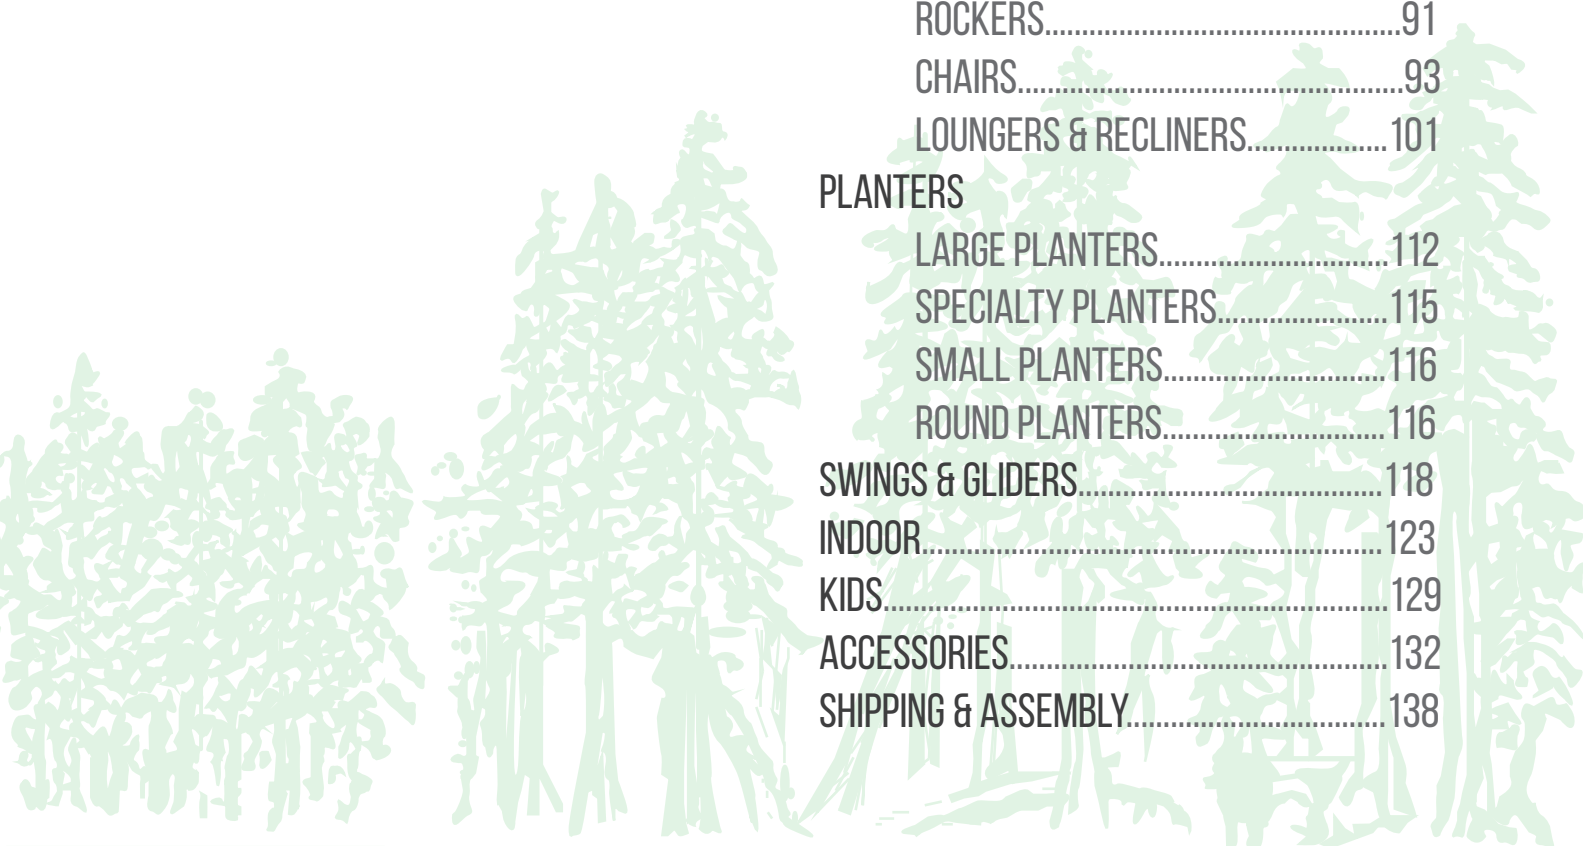 ROCKERS................................................91
CHAIRS....................................................93
LOUNGERS & RECLINERS...................101
PLANTERS
LARGE PLANTERS...............................112
SPECIALTY PLANTERS.......................115
SMALL PLANTERS..............................116
ROUND PLANTERS..............................116
SWINGS & GLIDERS.........................................118
INDOOR..............................................................123
KIDS....................................................................129
ACCESSORIES...................................................132
SHIPPING & ASSEMBLY...................................138